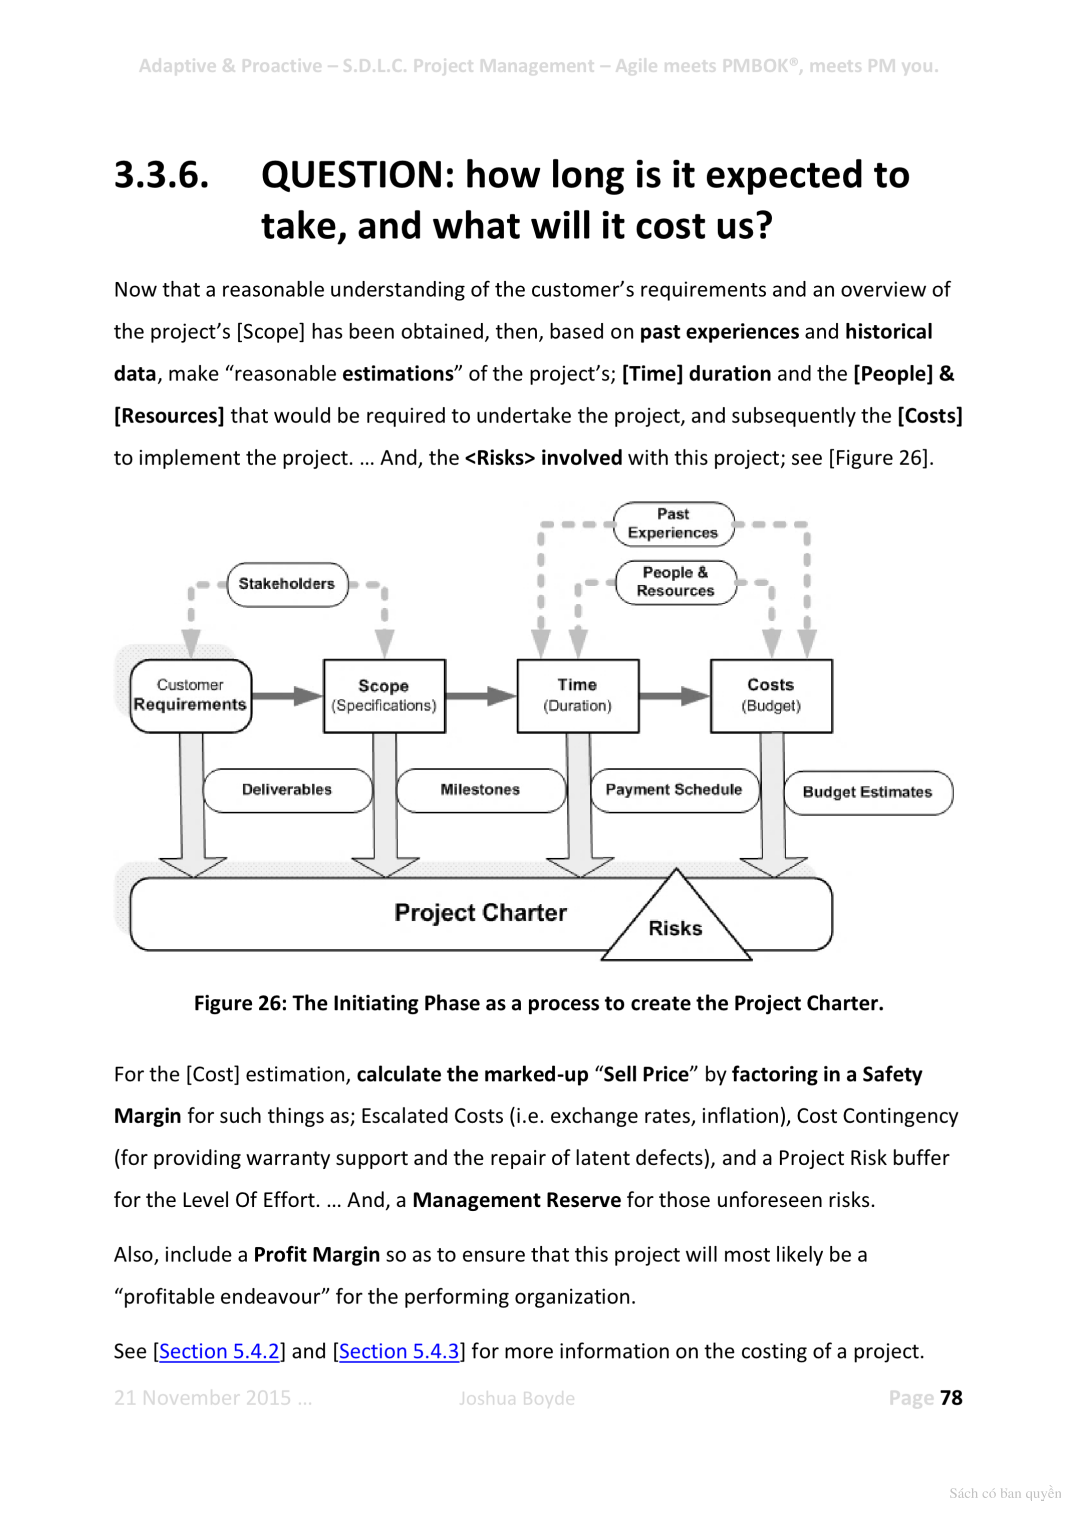 Adaptive & Proactive – S.D.L.C. Project Management – Agile meets PMBOK®, meets PM you.
3.3.6. QUESTION: how long is it expected to
take, and what will it cost us?
Now that a reasonable understanding of the customer’s requirements and an overview of
the project’s [Scope] has been obtained, then, based on past experiences and historical
data, make “reasonable estimations” of the project’s; [Time] duration and the [People] &
[Resources] that would be required to undertake the project, and subsequently the [Costs]
to implement the project. … And, the <Risks> involved with this project; see [Figure 26].
Past
Experiences
People &
Resources
Stakeholders
Customer
Requirements
Scope
(Specifications)
Time
(Duration)
Costs
(Budget)
Deliverables
Milestones
Payment Schedule
Budget Estimates
Project Charter
Risks
Figure 26: The Initiating Phase as a process to create the Project Charter.
For the [Cost] estimation, calculate the marked-up “Sell Price” by factoring in a Safety
Margin for such things as; Escalated Costs (i.e. exchange rates, inflation), Cost Contingency
(for providing warranty support and the repair of latent defects), and a Project Risk buffer
for the Level Of Effort. … And, a Management Reserve for those unforeseen risks.
Also, include a Profit Margin so as to ensure that this project will most likely be a
“profitable endeavour” for the performing organization.
See [Section 5.4.2] and [Section 5.4.3] for more information on the costing of a project.
21 November 2015 … Joshua Boyde Page 78
Sách có bản quyền